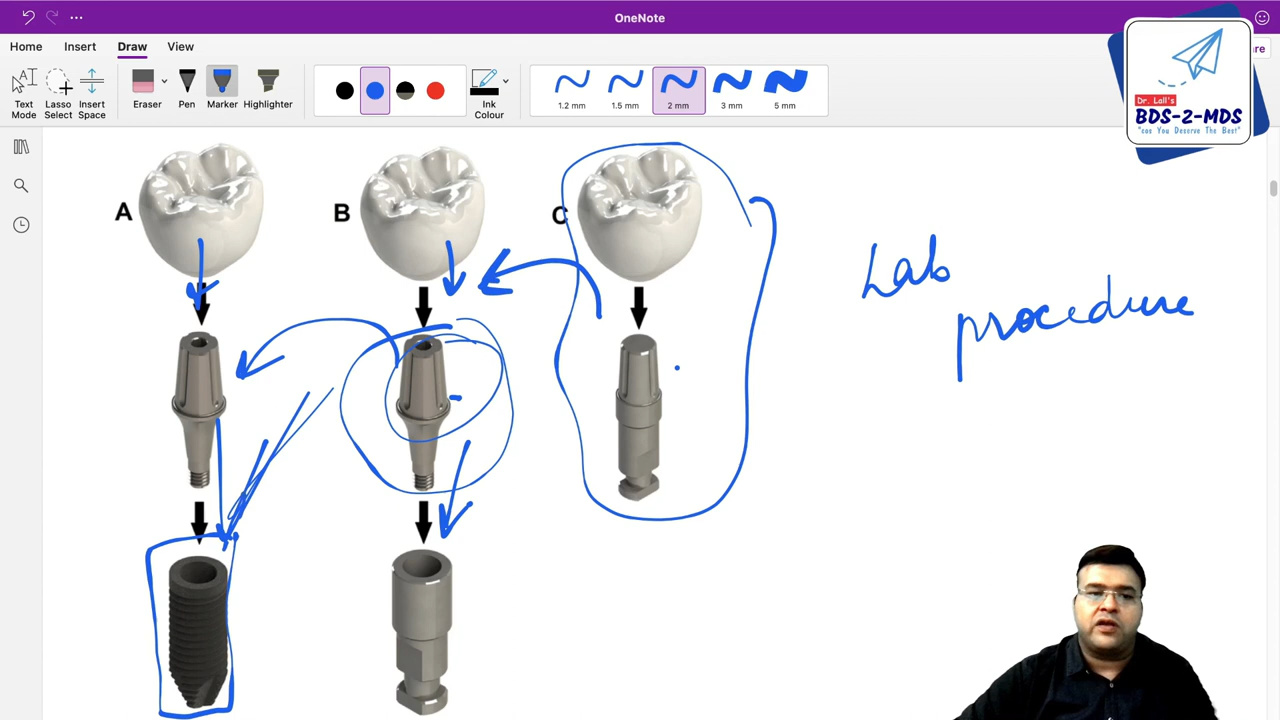 OneNote
Home Insert Draw View
Text Mode
Lasso Select
Insert Space
Eraser
Pen
Marker
Highlighter
Ink Colour
1.2 mm
1.5 mm
2 mm
3 mm
5 mm
Dr. Lall's
BDS-2-MDS
"cos You Deserve The Best"
A
B
C
Lab
procedure